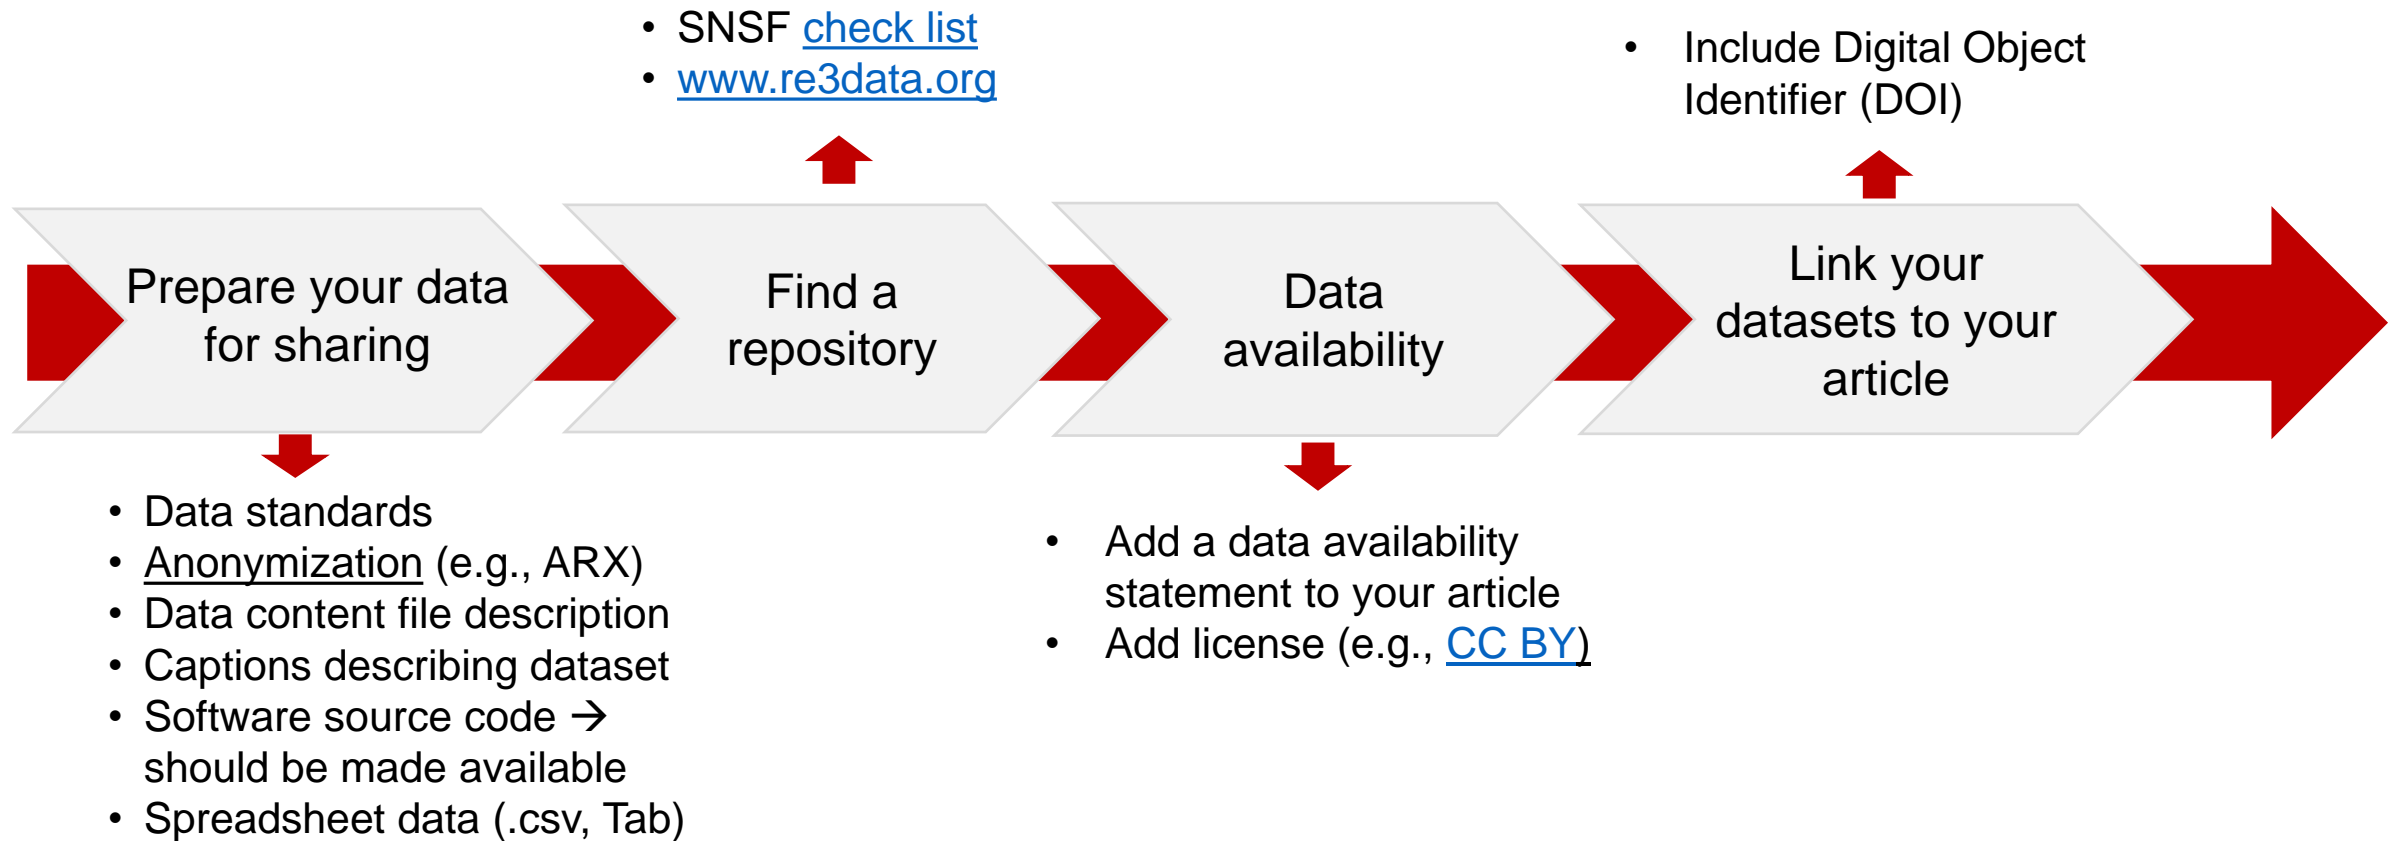 • SNSF check list
• www.re3data.org
• Include Digital Object
Identifier (DOI)
Prepare your data
for sharing
Find a
repository
Data
availability
Link your
datasets to your
article
• Data standards
• Anonymization (e.g., ARX)
• Data content file description
• Captions describing dataset
• Software source code →
should be made available
• Spreadsheet data (.csv, Tab)
• Add a data availability
statement to your article
• Add license (e.g., CC BY)